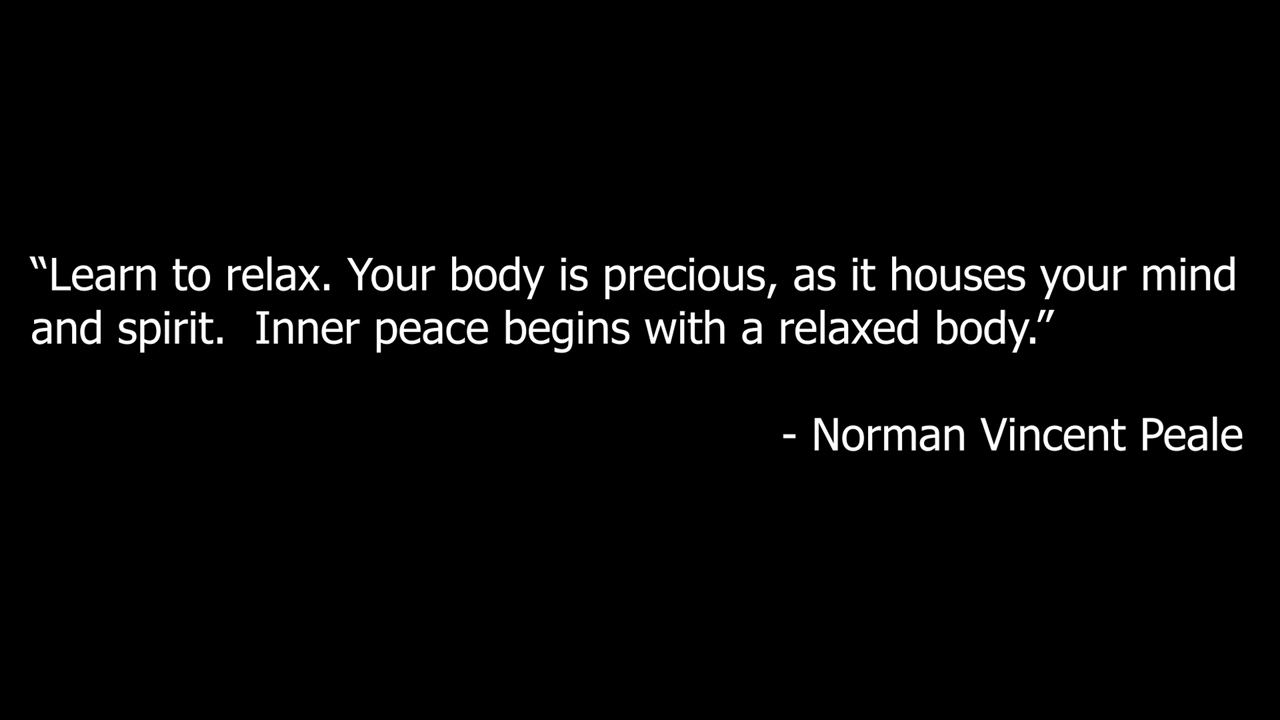 “Learn to relax. Your body is precious, as it houses your mind
and spirit.  Inner peace begins with a relaxed body.”
- Norman Vincent Peale